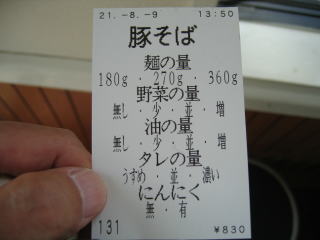 21.-8.-9 13:50
豚そば
麺の量
180g・270g・360g
野菜の量
無し・少・並・増
油の量
無し・少・並・増
タレの量
うすめ・並・濃い
にんにく
無・有
131 ¥830